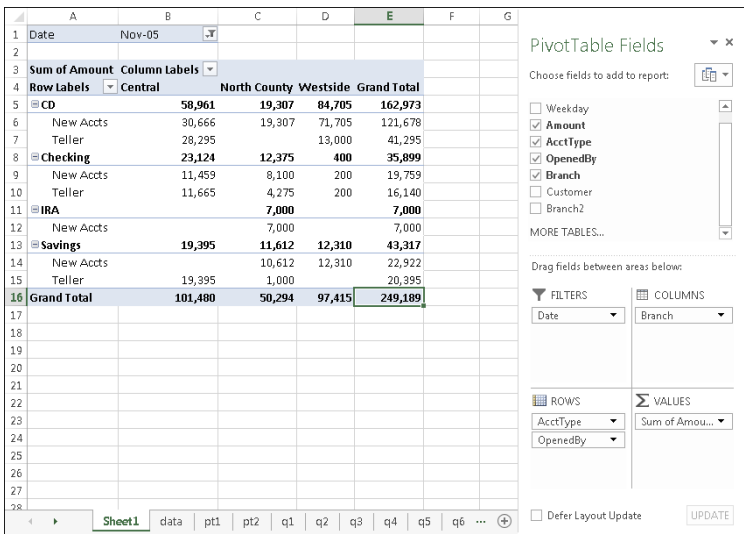 A B C D E F G
1 Date Nov-05
2
3 Sum of Amount Column Labels
4 Row Labels Central North County Westside Grand Total
5 CD 58,961 19,307 84,705 162,973
6 New Accts 30,666 19,307 71,705 121,678
7 Teller 28,295 13,000 41,295
8 Checking 23,124 12,375 400 35,899
9 New Accts 11,459 8,100 200 19,759
10 Teller 11,665 4,275 200 16,140
11 IRA 7,000 7,000
12 New Accts 7,000 7,000
13 Savings 19,395 11,612 12,310 43,317
14 New Accts 10,612 12,310 22,922
15 Teller 19,395 1,000 20,395
16 Grand Total 101,480 50,294 97,415 249,189
17
18
19
20
21
22
23
24
25
26
27
28
Sheet1 data pt1 pt2 q1 q2 q3 q4 q5 q6 ...
PivotTable Fields
Choose fields to add to report:
Weekday
Amount
AcctType
OpenedBy
Branch
Customer
Branch2
MORE TABLES...
Drag fields between areas below:
FILTERS COLUMNS
Date Branch
ROWS Σ VALUES
AcctType Sum of Amou...
OpenedBy
Defer Layout Update UPDATE